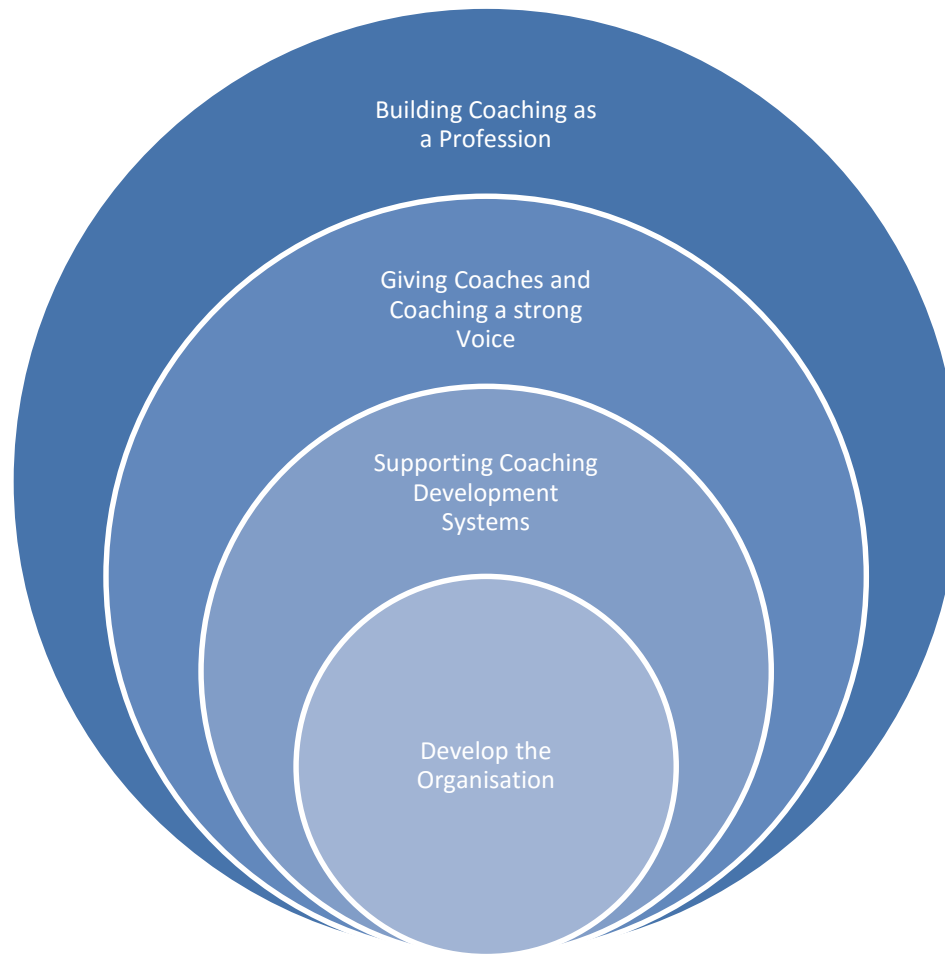 Building Coaching as
a Profession
Giving Coaches and
Coaching a strong
Voice
Supporting Coaching
Development
Systems
Develop the
Organisation